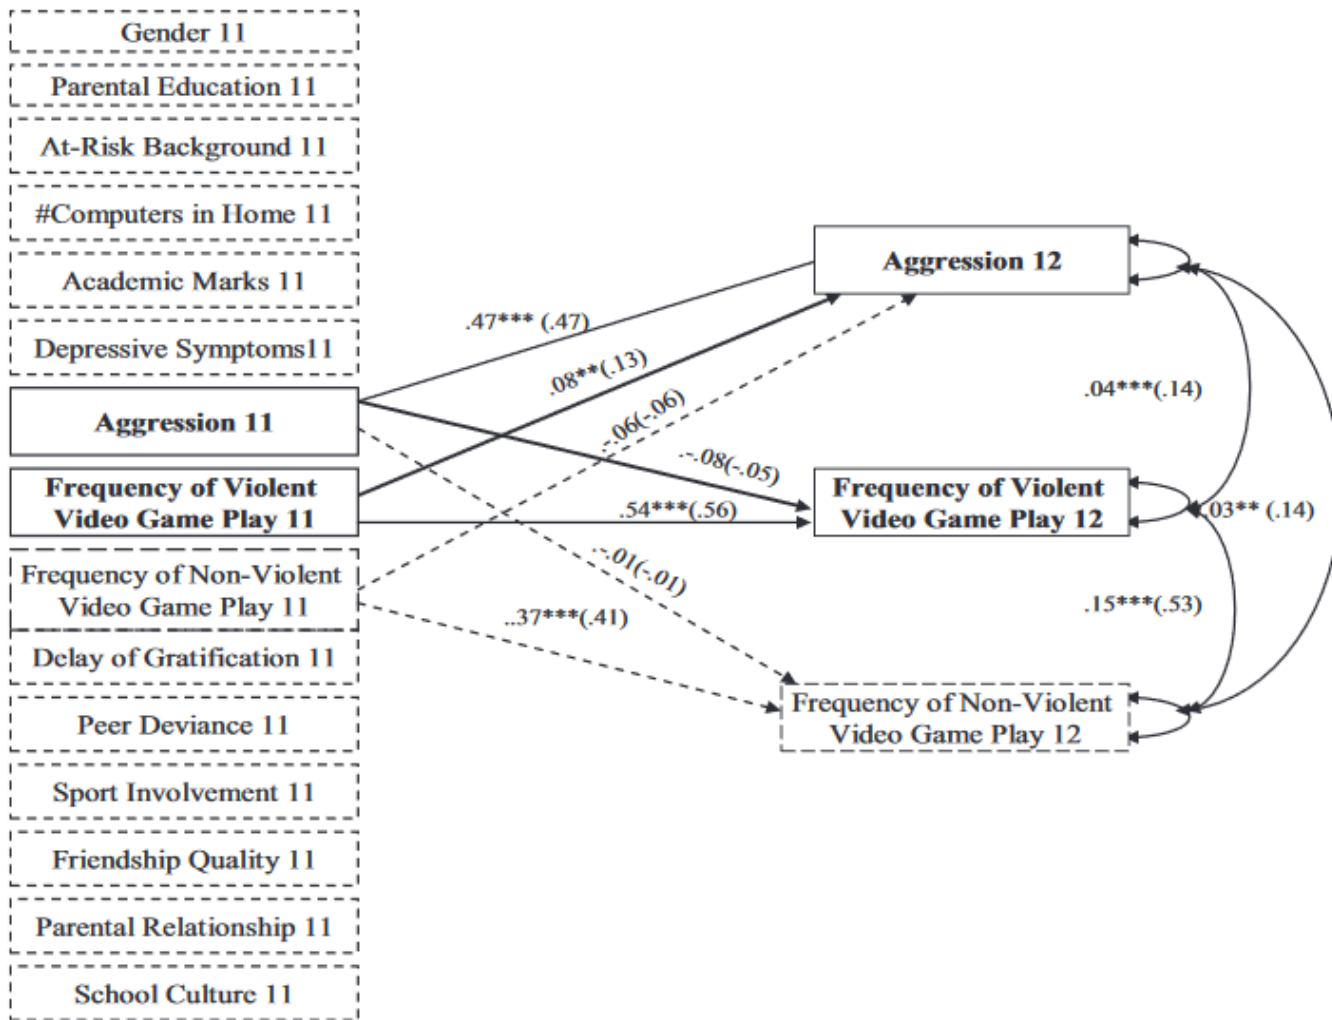 Gender 11
Parental Education 11
At-Risk Background 11
#Computers in Home 11
Academic Marks 11
Depressive Symptoms11
Aggression 11
Frequency of Violent
Video Game Play 11
Frequency of Non-Violent
Video Game Play 11
Delay of Gratification 11
Peer Deviance 11
Sport Involvement 11
Friendship Quality 11
Parental Relationship 11
School Culture 11
.47*** (.47)
.08**(.13)
.-.06(-.06)
.-.08(-.05)
.54***(.56)
.-.01(-.01)
..37***(.41)
Aggression 12
Frequency of Violent
Video Game Play 12
Frequency of Non-Violent
Video Game Play 12
.04***(.14)
.03** (.14)
.15***(.53)